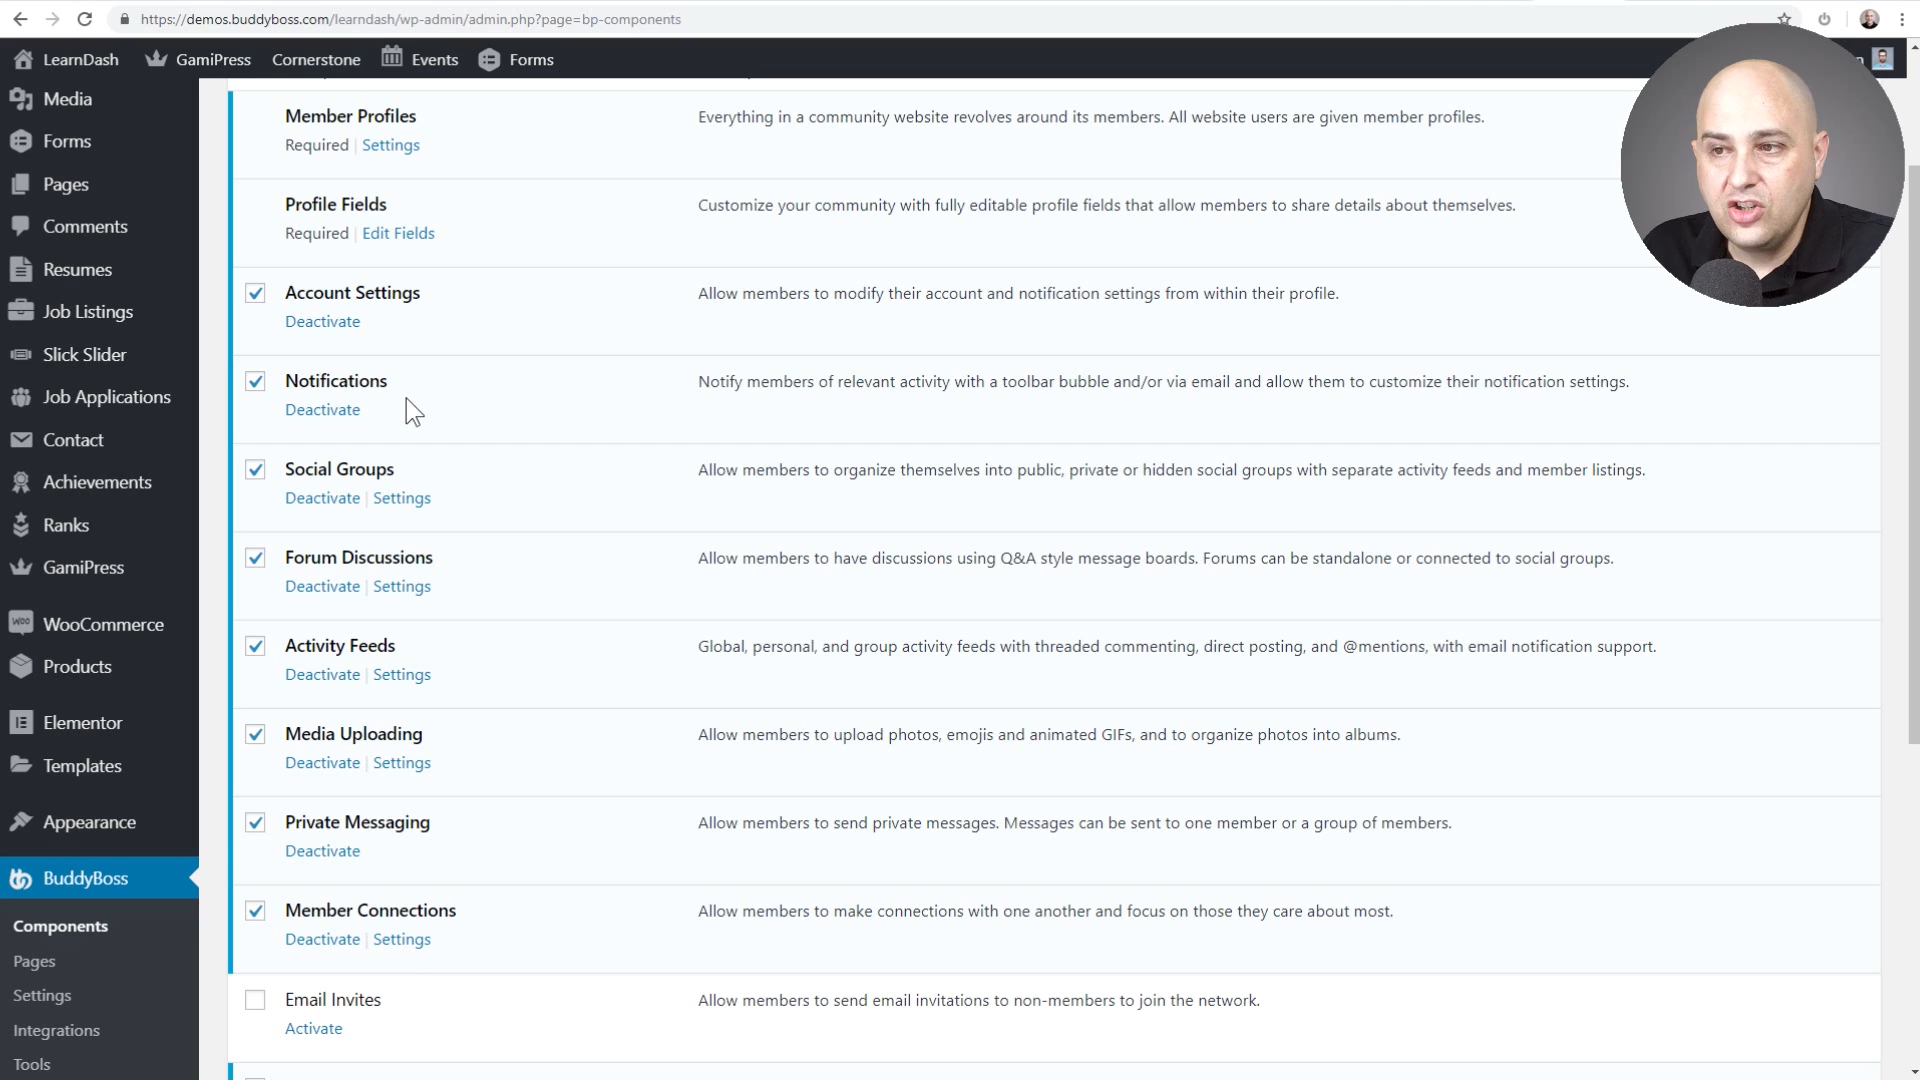 https://demos.buddyboss.com/learndash/wp-admin/admin.php?page=bp-components
LearnDash GamiPress Cornerstone Events Forms
Media
Forms
Pages
Comments
Resumes
Job Listings
Slick Slider
Job Applications
Contact
Achievements
Ranks
GamiPress
WooCommerce
Products
Elementor
Templates
Appearance
BuddyBoss
Components
Pages
Settings
Integrations
Tools
Member Profiles Everything in a community website revolves around its members. All website users are given member profiles.
Required | Settings
Profile Fields Customize your community with fully editable profile fields that allow members to share details about themselves.
Required | Edit Fields
Account Settings Allow members to modify their account and notification settings from within their profile.
Deactivate
Notifications Notify members of relevant activity with a toolbar bubble and/or via email and allow them to customize their notification settings.
Deactivate
Social Groups Allow members to organize themselves into public, private or hidden social groups with separate activity feeds and member listings.
Deactivate | Settings
Forum Discussions Allow members to have discussions using Q&A style message boards. Forums can be standalone or connected to social groups.
Deactivate | Settings
Activity Feeds Global, personal, and group activity feeds with threaded commenting, direct posting, and @mentions, with email notification support.
Deactivate | Settings
Media Uploading Allow members to upload photos, emojis and animated GIFs, and to organize photos into albums.
Deactivate | Settings
Private Messaging Allow members to send private messages. Messages can be sent to one member or a group of members.
Deactivate
Member Connections Allow members to make connections with one another and focus on those they care about most.
Deactivate | Settings
Email Invites Allow members to send email invitations to non-members to join the network.
Activate